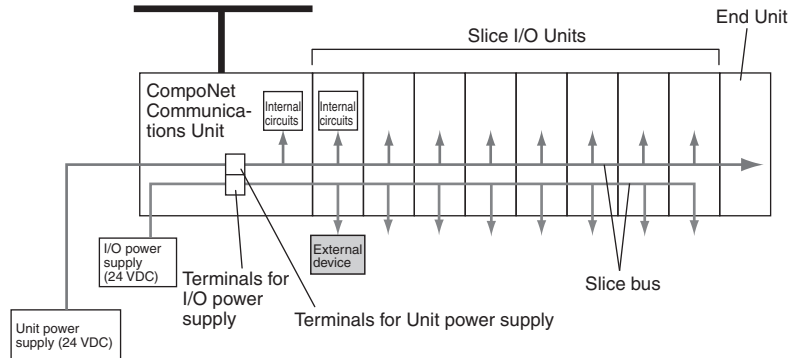 End Unit
Slice I/O Units
CompoNet
Communica-
tions Unit
Internal
circuits
Internal
circuits
I/O power
supply
(24 VDC)
External
device
Terminals for
I/O power
supply
Slice bus
Terminals for Unit power supply
Unit power
supply (24 VDC)